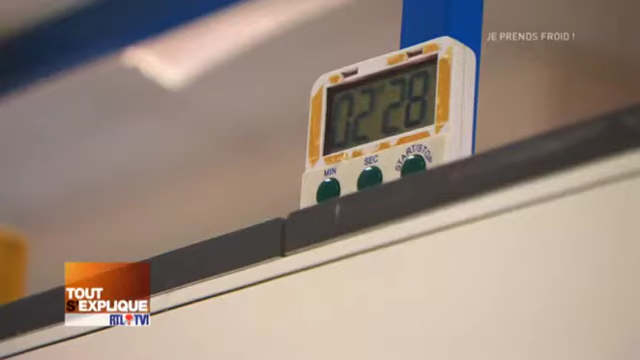 JE PRENDS FROID !
02 28
MIN SEC START/STOP
TOUT
S'EXPLIQUE
RTL TVI